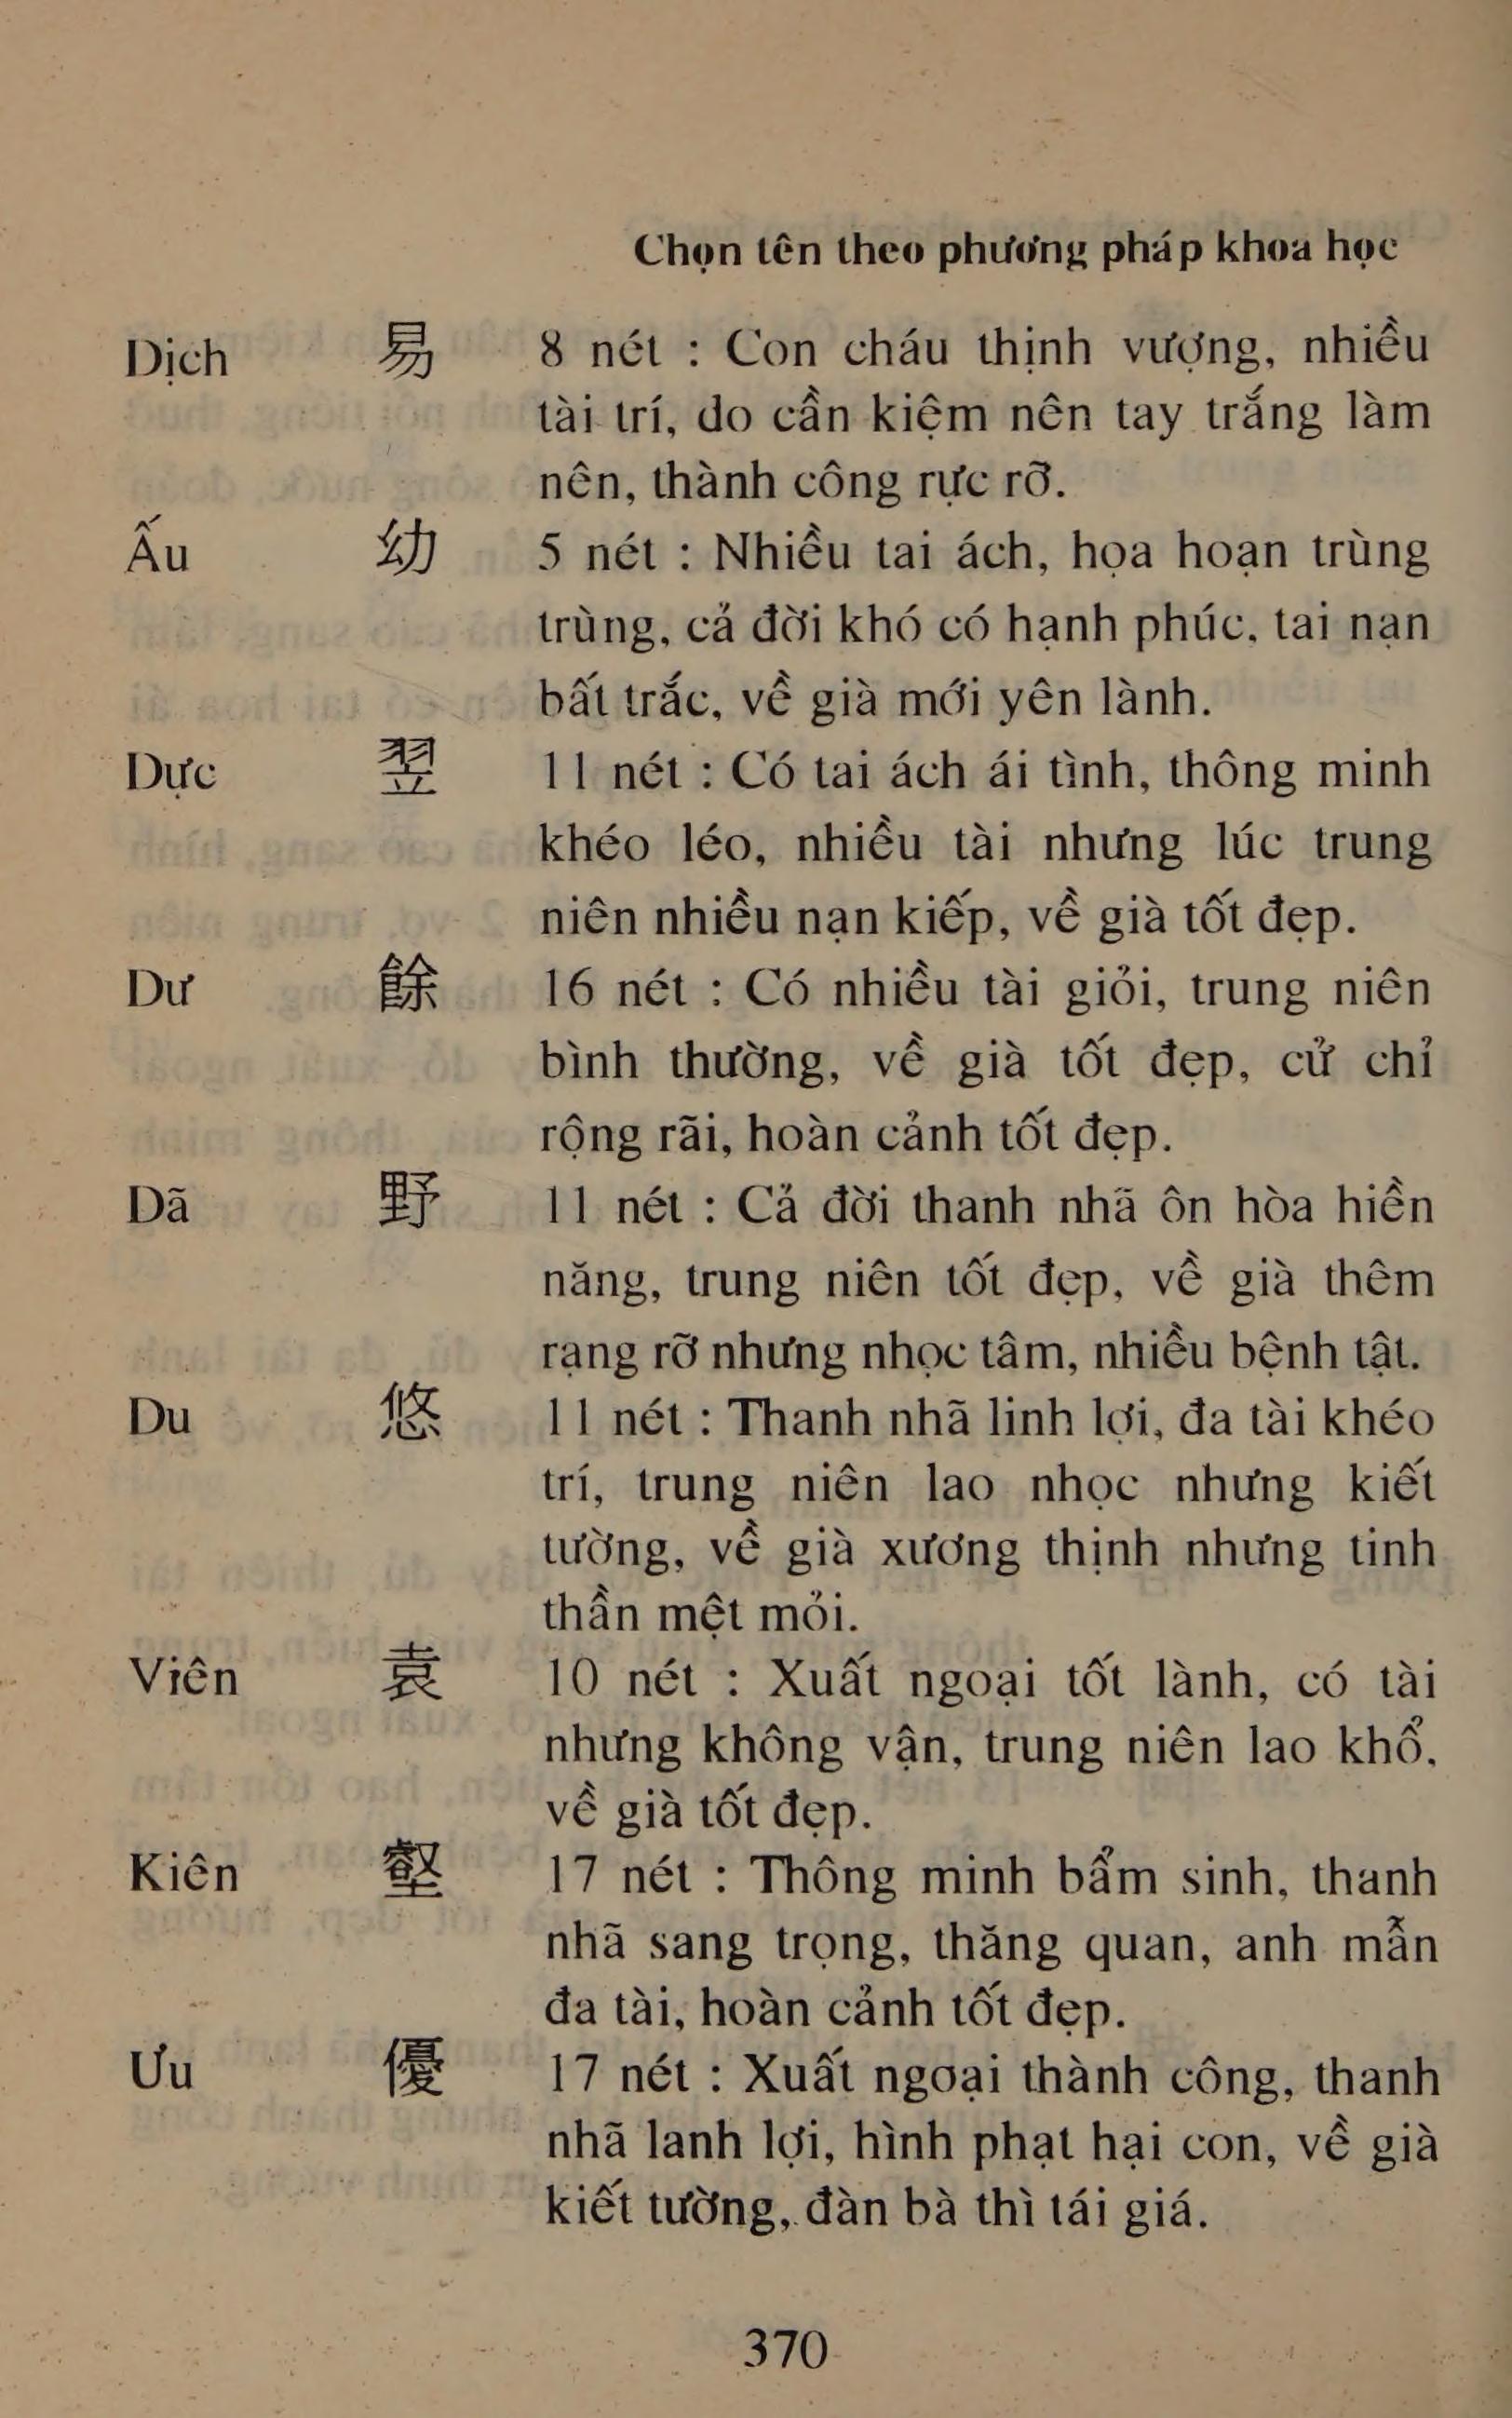 Chọn tên theo phương pháp khoa học
Dịch 易 8 nét : Con cháu thịnh vượng, nhiều
tài trí, do cần kiệm nên tay trắng làm
nên, thành công rực rỡ.
Ấu 幼 5 nét : Nhiều tai ách, họa hoạn trùng
trùng, cả đời khó có hạnh phúc, tai nạn
bất trắc, về già mới yên lành.
Dực 翌 11 nét : Có tai ách ái tình, thông minh
khéo léo, nhiều tài nhưng lúc trung
niên nhiều nạn kiếp, về già tốt đẹp.
Dư 餘 16 nét : Có nhiều tài giỏi, trung niên
bình thường, về già tốt đẹp, cử chỉ
rộng rãi, hoàn cảnh tốt đẹp.
Dã 野 11 nét : Cả đời thanh nhã ôn hòa hiền
năng, trung niên tốt đẹp, về già thêm
rạng rỡ nhưng nhọc tâm, nhiều bệnh tật.
Du 悠 11 nét : Thanh nhã linh lợi, đa tài khéo
trí, trung niên lao nhọc nhưng kiết
tường, về già xương thịnh nhưng tinh
thần mệt mỏi.
Viên 袁 10 nét : Xuất ngoại tốt lành, có tài
nhưng không vận, trung niên lao khổ,
về già tốt đẹp.
Kiên 壑 17 nét : Thông minh bẩm sinh, thanh
nhã sang trọng, thăng quan, anh mẫn
đa tài, hoàn cảnh tốt đẹp.
Ưu 優 17 nét : Xuất ngoại thành công, thanh
nhã lanh lợi, hình phạt hại con, về già
kiết tường, đàn bà thì tái giá.
370